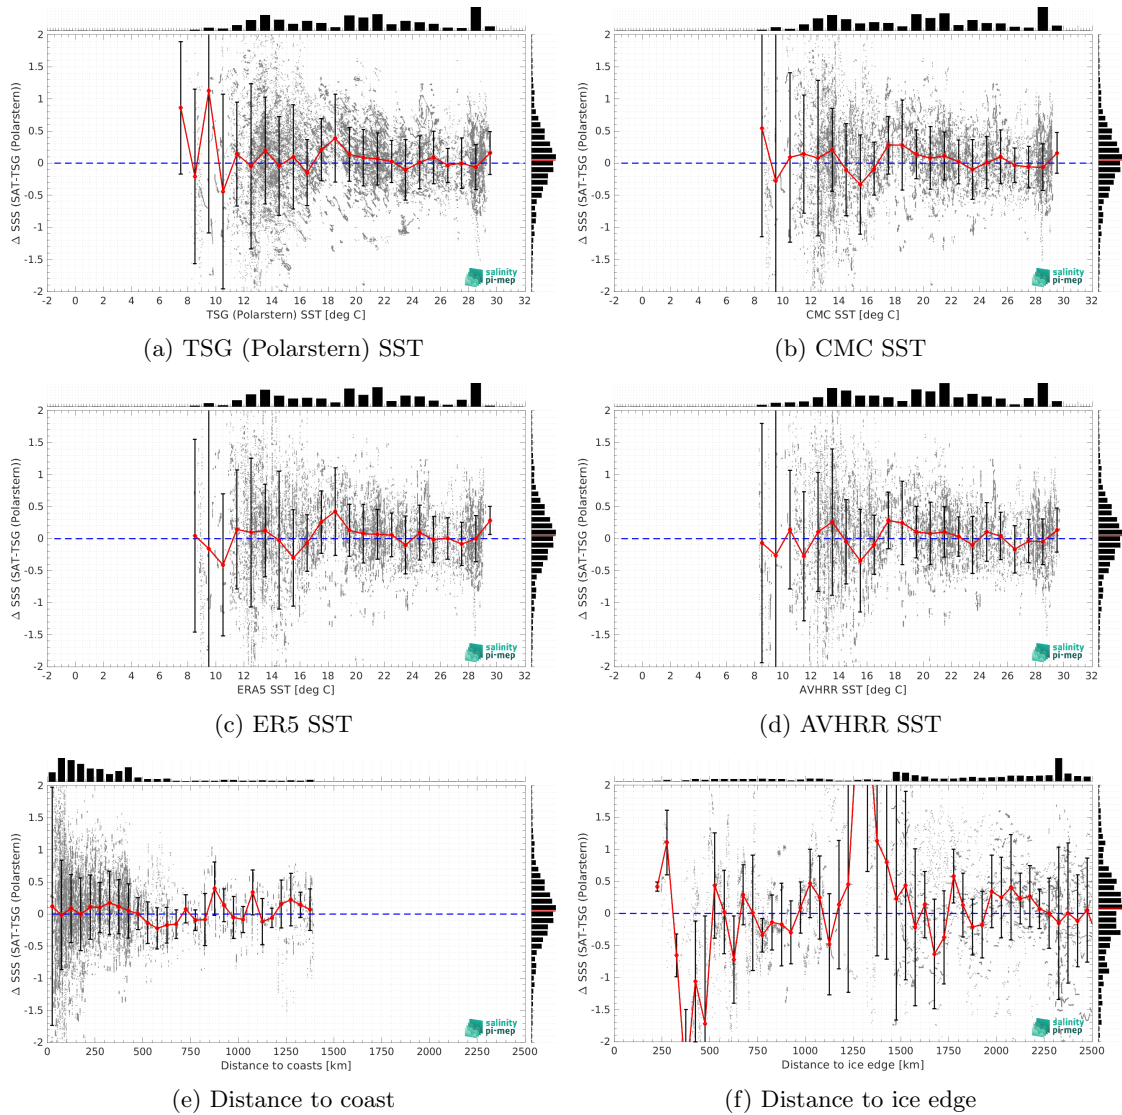 2
1.5
1
0.5
0
-0.5
-1
-1.5
-2
Δ SSS (SAT-TSG (Polarstern))
salinity
pi-mep
-2 0 2 4 6 8 10 12 14 16 18 20 22 24 26 28 30 32
TSG (Polarstern) SST [deg C]
(a) TSG (Polarstern) SST
2
1.5
1
0.5
0
-0.5
-1
-1.5
-2
Δ SSS (SAT-TSG (Polarstern))
salinity
pi-mep
-2 0 2 4 6 8 10 12 14 16 18 20 22 24 26 28 30 32
CMC SST [deg C]
(b) CMC SST
2
1.5
1
0.5
0
-0.5
-1
-1.5
-2
Δ SSS (SAT-TSG (Polarstern))
salinity
pi-mep
-2 0 2 4 6 8 10 12 14 16 18 20 22 24 26 28 30 32
ERA5 SST [deg C]
(c) ER5 SST
2
1.5
1
0.5
0
-0.5
-1
-1.5
-2
Δ SSS (SAT-TSG (Polarstern))
salinity
pi-mep
-2 0 2 4 6 8 10 12 14 16 18 20 22 24 26 28 30 32
AVHRR SST [deg C]
(d) AVHRR SST
2
1.5
1
0.5
0
-0.5
-1
-1.5
-2
Δ SSS (SAT-TSG (Polarstern))
salinity
pi-mep
0 250 500 750 1000 1250 1500 1750 2000 2250 2500
Distance to coasts [km]
(e) Distance to coast
2
1.5
1
0.5
0
-0.5
-1
-1.5
-2
Δ SSS (SAT-TSG (Polarstern))
salinity
pi-mep
0 250 500 750 1000 1250 1500 1750 2000 2250 2500
Distance to ice edge [km]
(f) Distance to ice edge